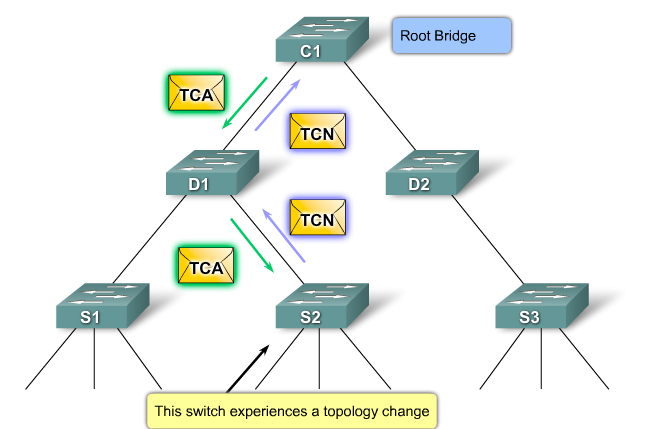 Root Bridge
C1
TCA
TCN
D1
D2
TCN
TCA
S1
S2
S3
This switch experiences a topology change